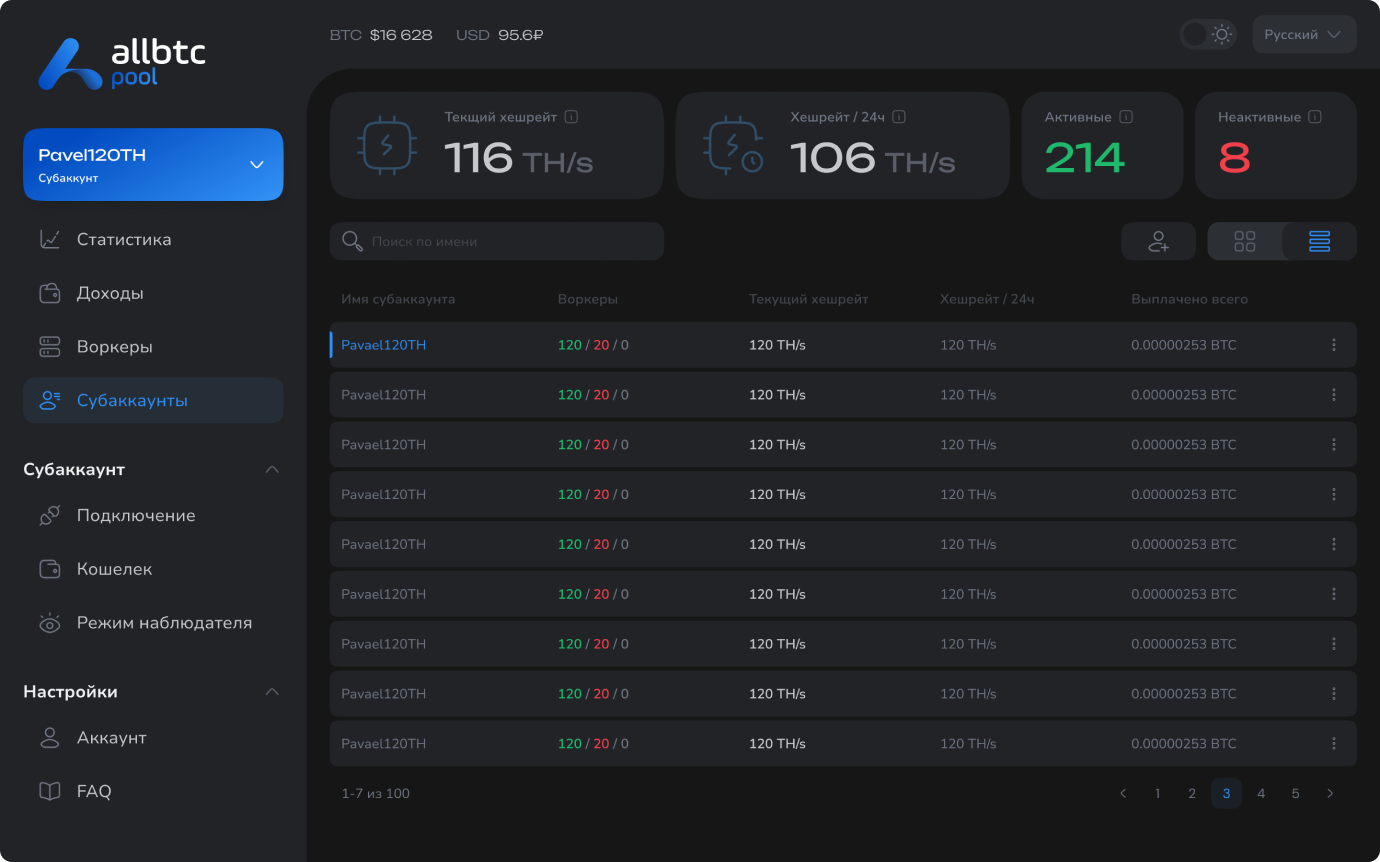 allbtc
pool
BTC $16 628 USD 95.6₽
Русский
Pavel120TH
Субаккунт
Статистика
Доходы
Воркеры
Субаккаунты
Субаккаунт
Подключение
Кошелек
Режим наблюдателя
Настройки
Аккаунт
FAQ
Текщий хешрейт
116 TH/s
Хешрейт / 24ч
106 TH/s
Активные
214
Неактивные
8
Поиск по имени
Имя субаккаунта Воркеры Текущий хешрейт Хешрейт / 24ч Выплачено всего
Pavael120TH 120 / 20 / 0 120 TH/s 120 TH/s 0.00000253 BTC
Pavael120TH 120 / 20 / 0 120 TH/s 120 TH/s 0.00000253 BTC
Pavael120TH 120 / 20 / 0 120 TH/s 120 TH/s 0.00000253 BTC
Pavael120TH 120 / 20 / 0 120 TH/s 120 TH/s 0.00000253 BTC
Pavael120TH 120 / 20 / 0 120 TH/s 120 TH/s 0.00000253 BTC
Pavael120TH 120 / 20 / 0 120 TH/s 120 TH/s 0.00000253 BTC
Pavael120TH 120 / 20 / 0 120 TH/s 120 TH/s 0.00000253 BTC
Pavael120TH 120 / 20 / 0 120 TH/s 120 TH/s 0.00000253 BTC
Pavael120TH 120 / 20 / 0 120 TH/s 120 TH/s 0.00000253 BTC
1-7 из 100
1 2 3 4 5